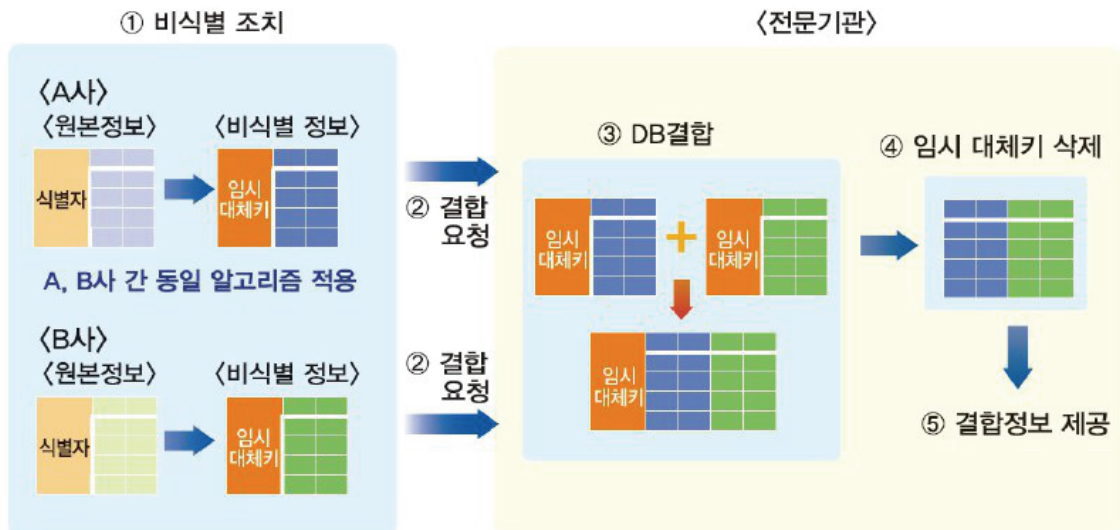 ① 비식별 조치
〈A사〉
〈원본정보〉
〈비식별 정보〉
식별자
임시
대체키
A, B사 간 동일 알고리즘 적용
〈B사〉
〈원본정보〉
〈비식별 정보〉
식별자
임시
대체키
② 결합
요청
② 결합
요청
〈전문기관〉
③ DB결합
임시
대체키
+
임시
대체키
임시
대체키
④ 임시 대체키 삭제
⑤ 결합정보 제공